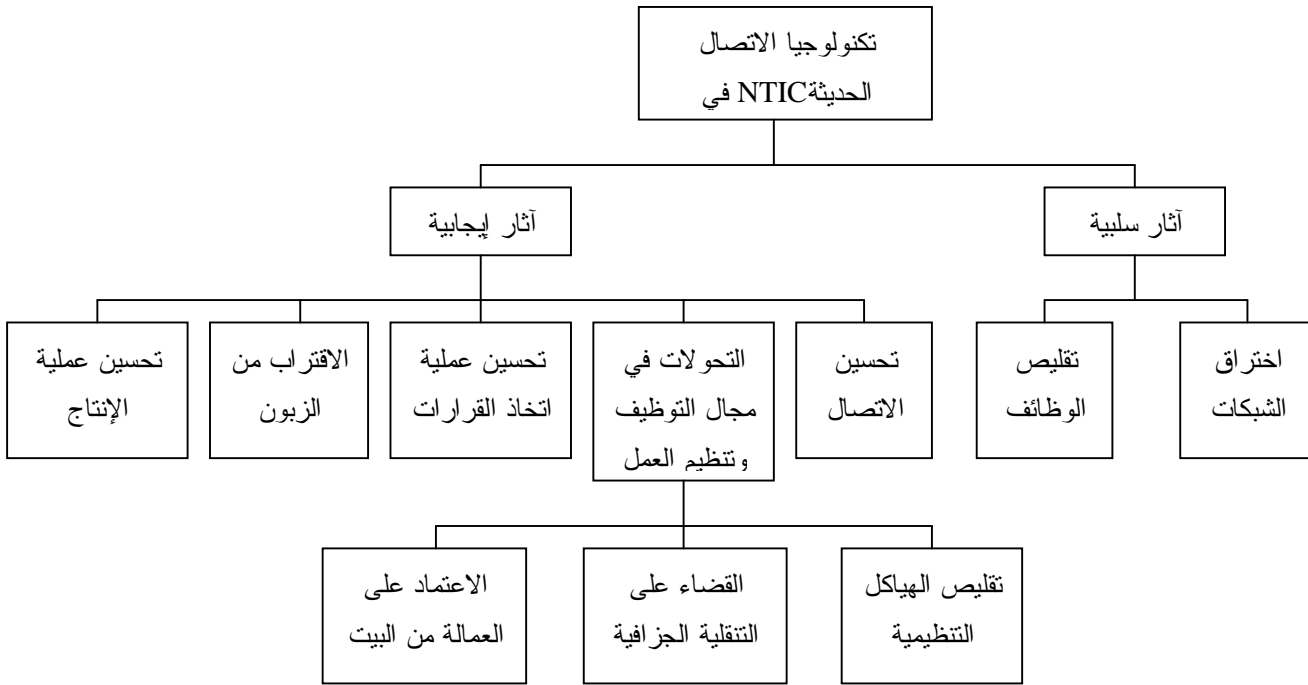 تكنولوجيا الاتصال
الحديثةNTIC في
آثار سلبية
آثار إيجابية
اختراق
الشبكات
تقليص
الوظائف
تحسين
الاتصال
التحولات في
مجال التوظيف
وتنظيم العمل
تحسين عملية
اتخاذ القرارات
الاقتراب من
الزبون
تحسين عملية
الإنتاج
تقليص الهياكل
التنظيمية
القضاء على
التنقلية الجزافية
الاعتماد على
العمالة من البيت